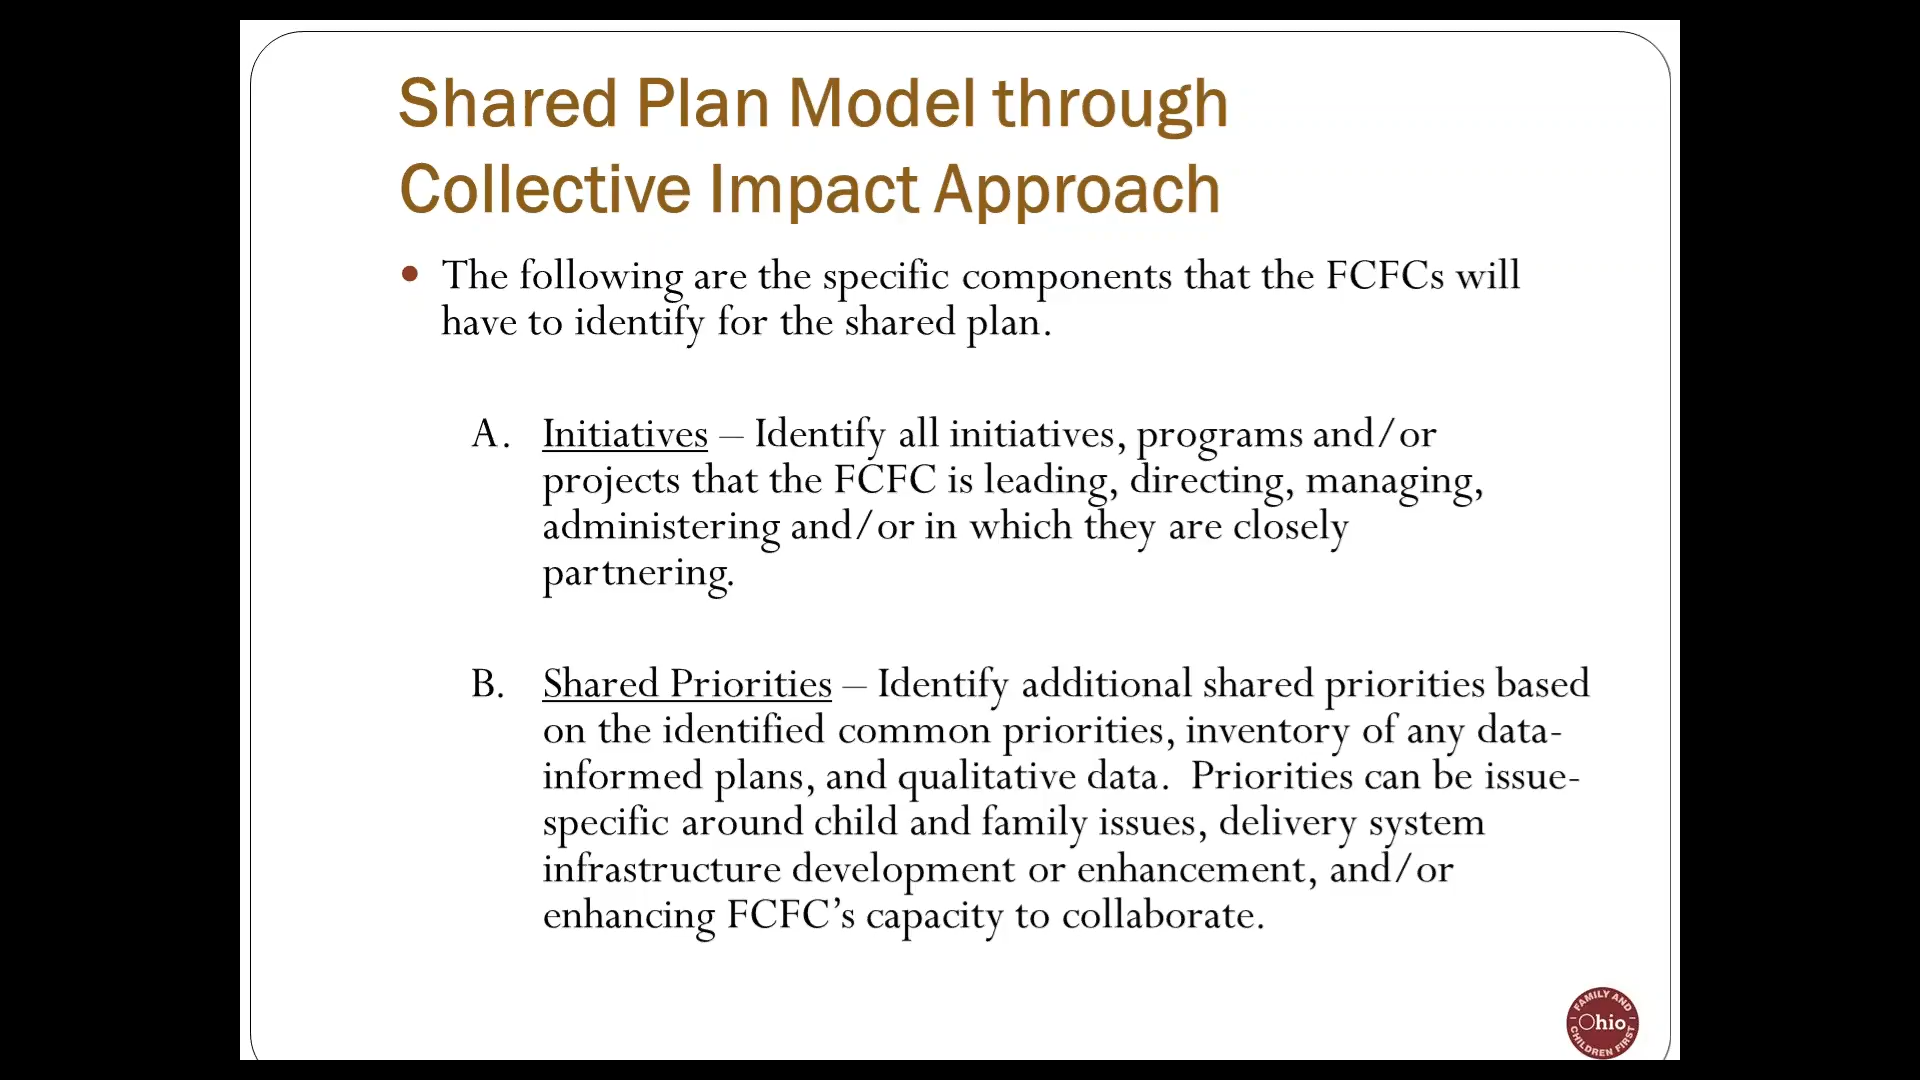 Shared Plan Model through
Collective Impact Approach
• The following are the specific components that the FCFCs will
have to identify for the shared plan.
A. Initiatives – Identify all initiatives, programs and/or
projects that the FCFC is leading, directing, managing,
administering and/or in which they are closely
partnering.
B. Shared Priorities – Identify additional shared priorities based
on the identified common priorities, inventory of any data-
informed plans, and qualitative data.  Priorities can be issue-
specific around child and family issues, delivery system
infrastructure development or enhancement, and/or
enhancing FCFC’s capacity to collaborate.
FAMILY AND
Ohio
CHILDREN FIRST